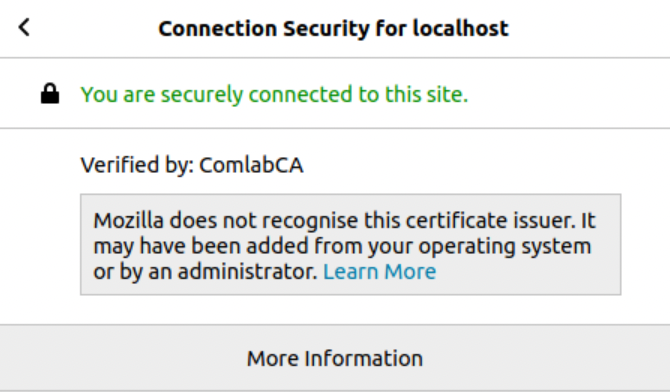 Connection Security for localhost
You are securely connected to this site.
Verified by: ComlabCA
Mozilla does not recognise this certificate issuer. It
may have been added from your operating system
or by an administrator. Learn More
More Information